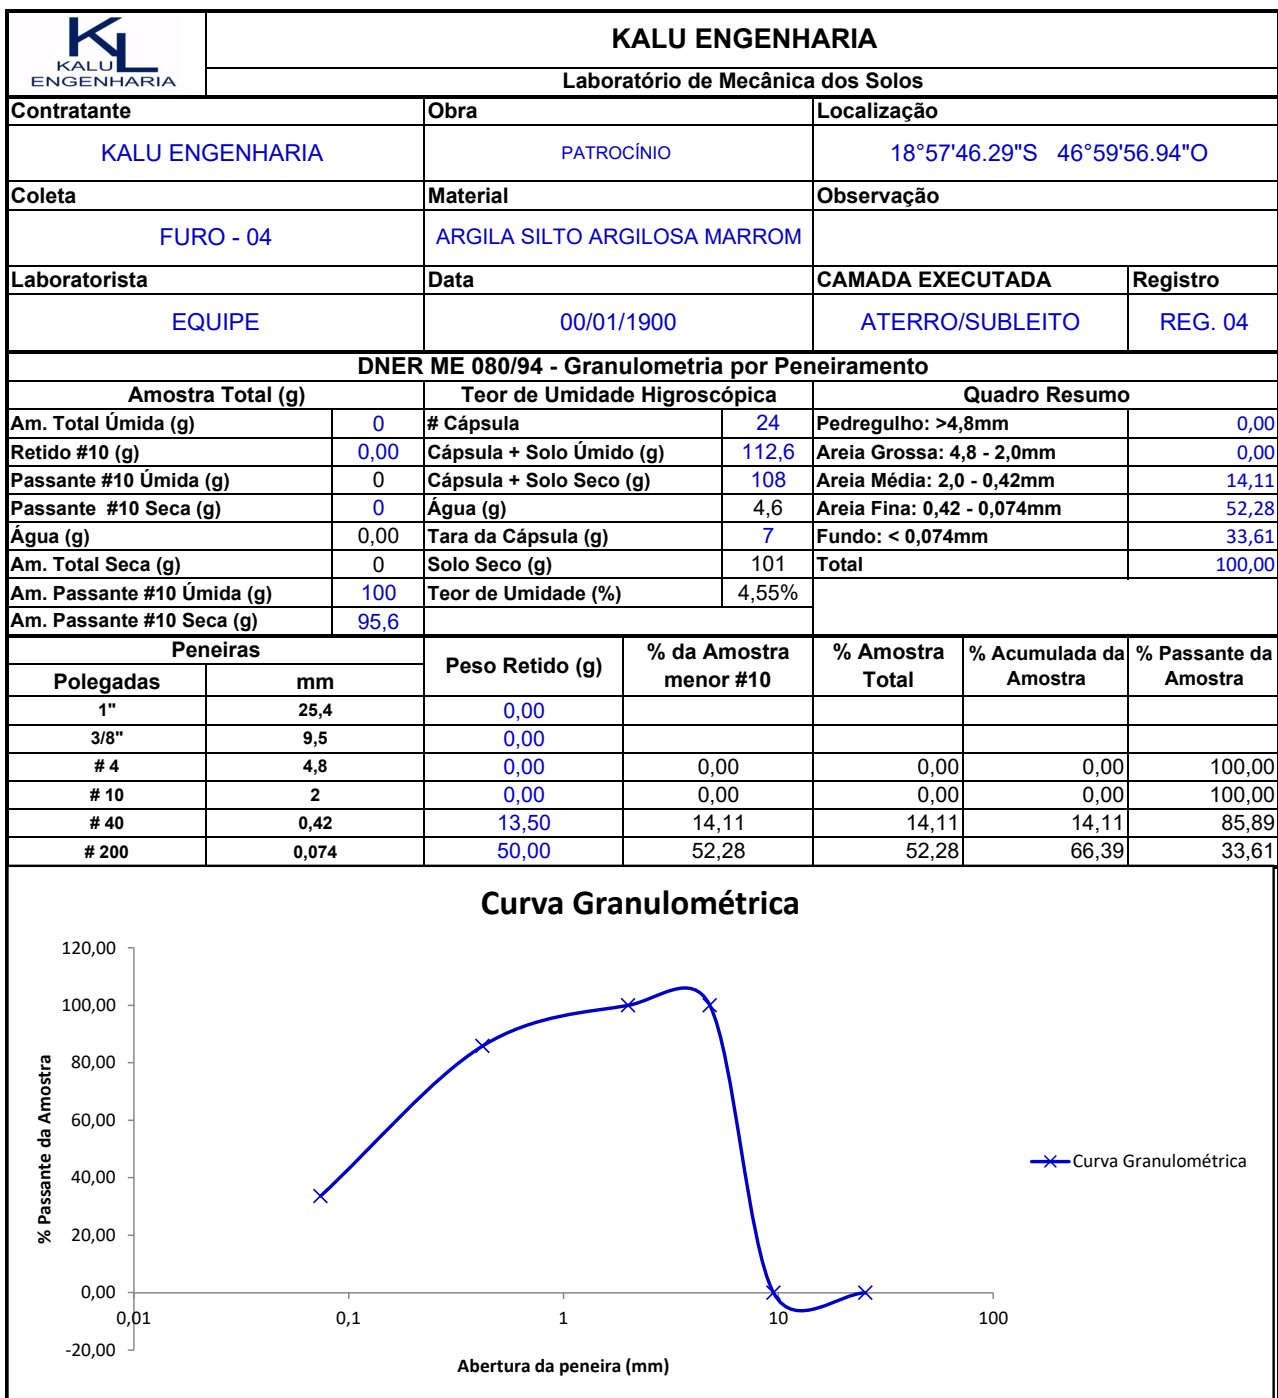 KL
KALU
ENGENHARIA
KALU ENGENHARIA
Laboratório de Mecânica dos Solos
Contratante Obra Localização
KALU ENGENHARIA PATROCÍNIO 18°57'46.29"S 46°59'56.94"O
Coleta Material Observação
FURO - 04 ARGILA SILTO ARGILOSA MARROM
Laboratorista Data CAMADA EXECUTADA Registro
EQUIPE 00/01/1900 ATERRO/SUBLEITO REG. 04
DNER ME 080/94 - Granulometria por Peneiramento
Amostra Total (g) Teor de Umidade Higroscópica Quadro Resumo
Am. Total Úmida (g) 0 # Cápsula 24 Pedregulho: >4,8mm 0,00
Retido #10 (g) 0,00 Cápsula + Solo Úmido (g) 112,6 Areia Grossa: 4,8 - 2,0mm 0,00
Passante #10 Úmida (g) 0 Cápsula + Solo Seco (g) 108 Areia Média: 2,0 - 0,42mm 14,11
Passante #10 Seca (g) 0 Água (g) 4,6 Areia Fina: 0,42 - 0,074mm 52,28
Água (g) 0,00 Tara da Cápsula (g) 7 Fundo: < 0,074mm 33,61
Am. Total Seca (g) 0 Solo Seco (g) 101 Total 100,00
Am. Passante #10 Úmida (g) 100 Teor de Umidade (%) 4,55%
Am. Passante #10 Seca (g) 95,6
Peneiras Peso Retido (g) % da Amostra menor #10 % Amostra Total % Acumulada da Amostra % Passante da Amostra
Polegadas mm
1" 25,4 0,00
3/8" 9,5 0,00
# 4 4,8 0,00 0,00 0,00 0,00 100,00
# 10 2 0,00 0,00 0,00 0,00 100,00
# 40 0,42 13,50 14,11 14,11 14,11 85,89
# 200 0,074 50,00 52,28 52,28 66,39 33,61
Curva Granulométrica
120,00
100,00
80,00
60,00
40,00
20,00
0,00
-20,00
% Passante da Amostra
0,01 0,1 1 10 100
Abertura da peneira (mm)
Curva Granulométrica